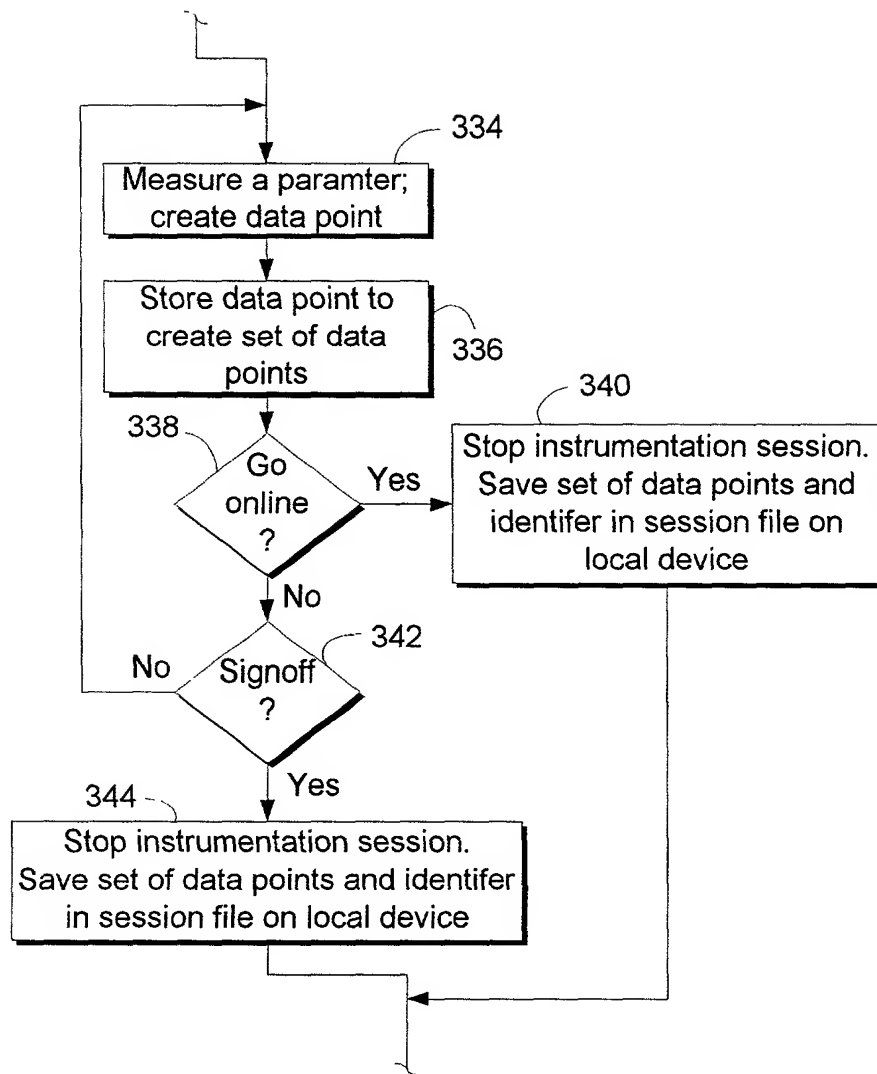 334
Measure a paramter;
create data point
Store data point to
create set of data
points
336
338
Go
online
?
Yes
340
Stop instrumentation session.
Save set of data points and
identifer in session file on
local device
No
342
No
Signoff
?
Yes
344
Stop instrumentation session.
Save set of data points and identifer
in session file on local device